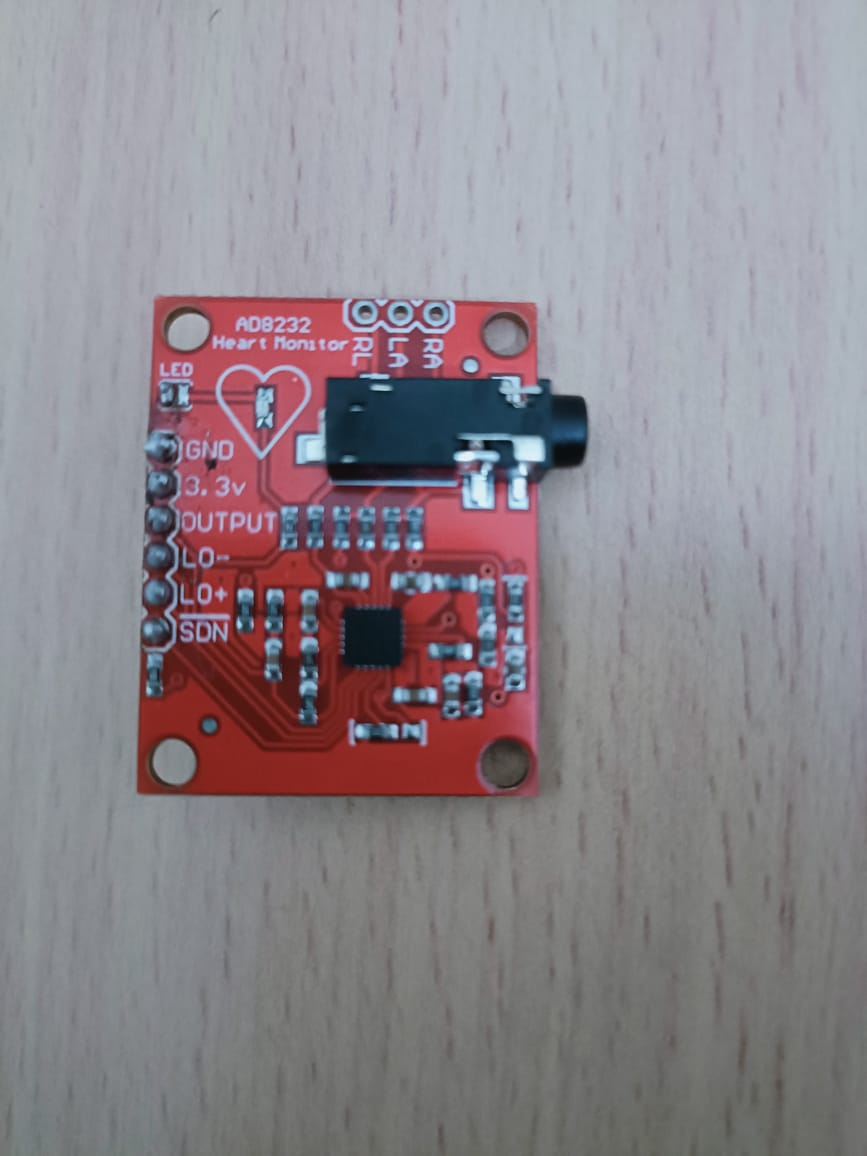 AD8232
Heart Monitor
RL
LA
RA
LED
GND
3.3v
OUTPUT
LO-
LO+
SDN